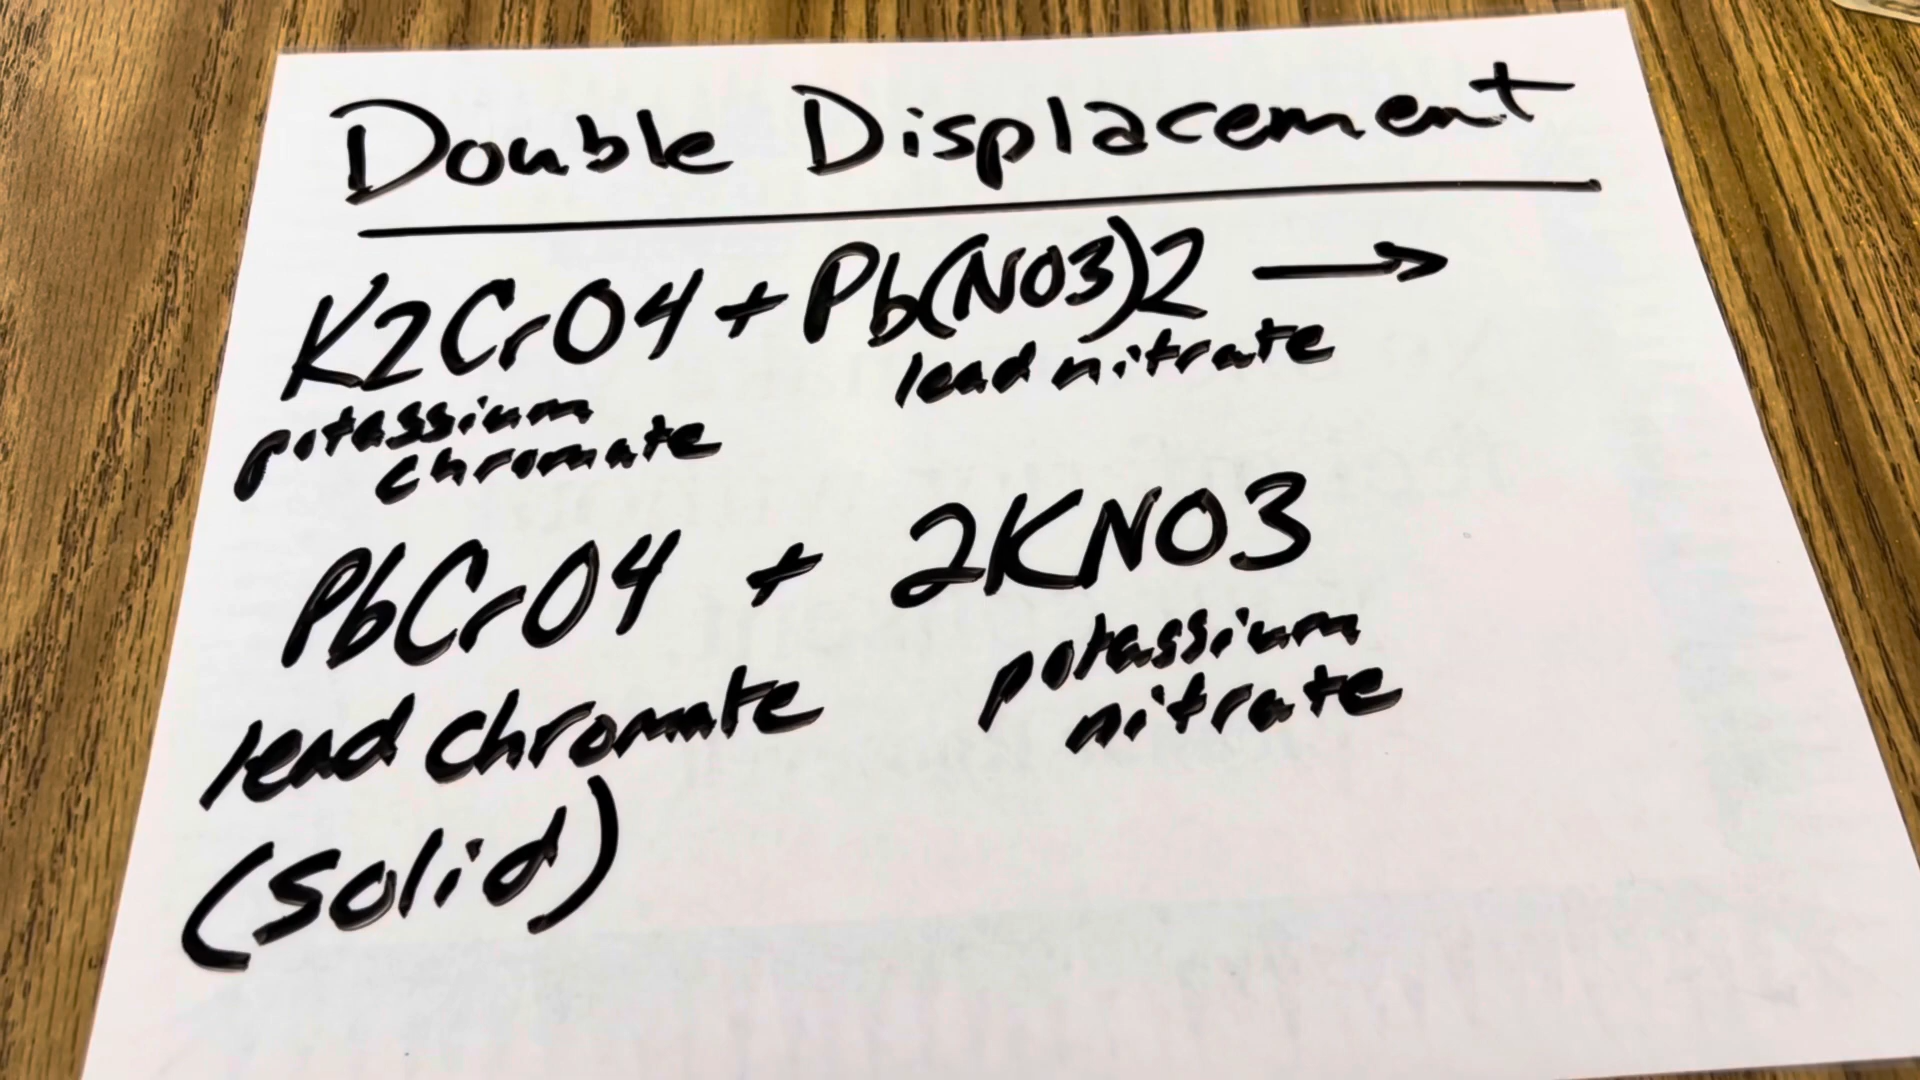 Double Displacement
K2CrO4 + Pb(NO3)2 →
potassium chromate lead nitrate
PbCrO4 + 2KNO3
lead chromate potassium nitrate
(solid)